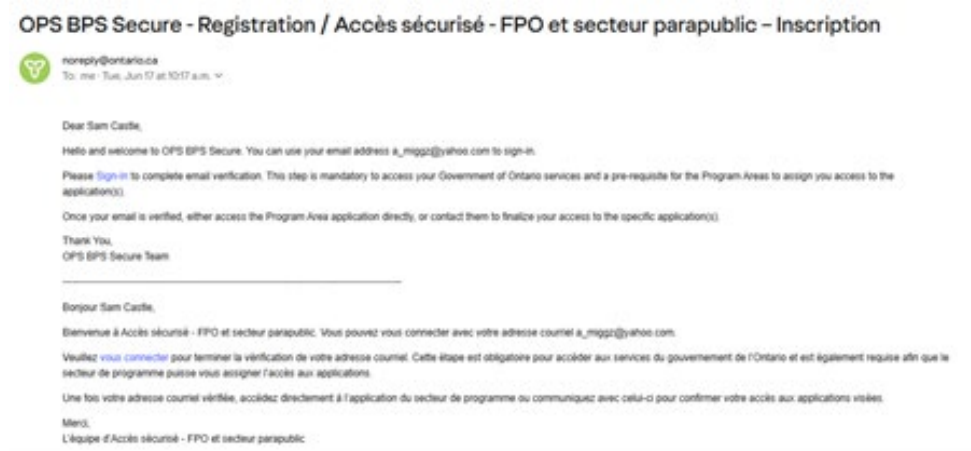 OPS BPS Secure - Registration / Accès sécurisé - FPO et secteur parapublic – Inscription
noreply@ontario.ca
To: me · Tue, Jun 17 at 10:17 a.m.
Dear Sam Castle,
Hello and welcome to OPS BPS Secure. You can use your email address a_miggz@yahoo.com to sign-in.
Please Sign-in to complete email verification. This step is mandatory to access your Government of Ontario services and a pre-requisite for the Program Areas to assign you access to the
application(s).
Once your email is verified, either access the Program Area application directly, or contact them to finalize your access to the specific application(s).
Thank You,
OPS BPS Secure Team
Bonjour Sam Castle,
Bienvenue à Accès sécurisé - FPO et secteur parapublic. Vous pouvez vous connecter avec votre adresse courriel a_miggz@yahoo.com.
Veuillez vous connecter pour terminer la vérification de votre adresse courriel. Cette étape est obligatoire pour accéder aux services du gouvernement de l'Ontario et est également requise afin que le
secteur de programme puisse vous assigner l'accès aux applications.
Une fois votre adresse courriel vérifiée, accédez directement à l'application du secteur de programme ou communiquez avec celui-ci pour confirmer votre accès aux applications visées.
Merci,
L'équipe d'Accès sécurisé - FPO et secteur parapublic